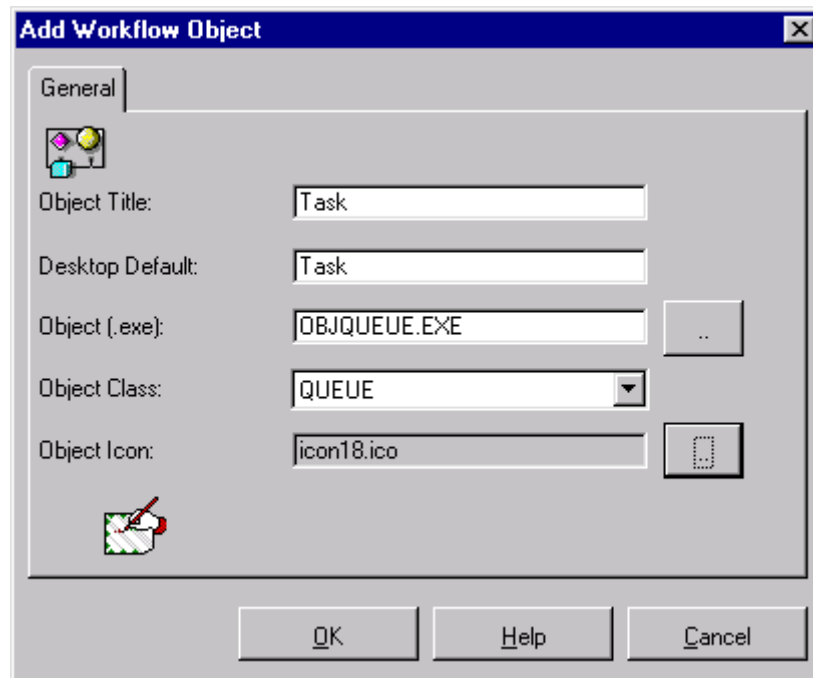 Add Workflow Object
General
Object Title: Task
Desktop Default: Task
Object (.exe): OBJQUEUE.EXE ..
Object Class: QUEUE
Object Icon: icon18.ico ..
OK Help Cancel